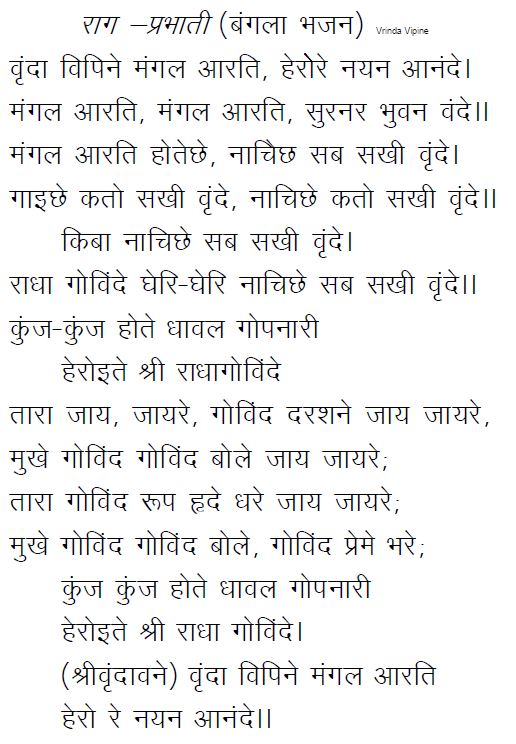 राग –प्रभाती (बंगला भजन) Vrinda Vipine
वृंदा विपिने मंगल आरति, हेरोरे नयन आनंदे।
मंगल आरति, मंगल आरति, सुरनर भुवन वंदे।।
मंगल आरति होतेछे, नाचेिछ सब सखी वृंदे।
गाइछे कतो सखी वृंदे, नाचिछे कतो सखी वृंदे।।
किबा नाचिछे सब सखी वृंदे।
राधा गोविंदे घेरि-घेरि नाचिछे सब सखी वृंदे।।
कुंज-कुंज होते धावल गोपनारी
हेरोइते श्री राधागोविंदे
तारा जाय, जायरे, गोविंद दरशने जाय जायरे,
मुखे गोविंद गोविंद बोले जाय जायरे;
तारा गोविंद रूप हृदे धरे जाय जायरे;
मुखे गोविंद गोविंद बोले, गोविंद प्रेमे भरे;
कुंज कुंज होते धावल गोपनारी
हेरोइते श्री राधा गोविंदे।
(श्रीवृंदावने) वृंदा विपिने मंगल आरति
हेरो रे नयन आनंदे।।